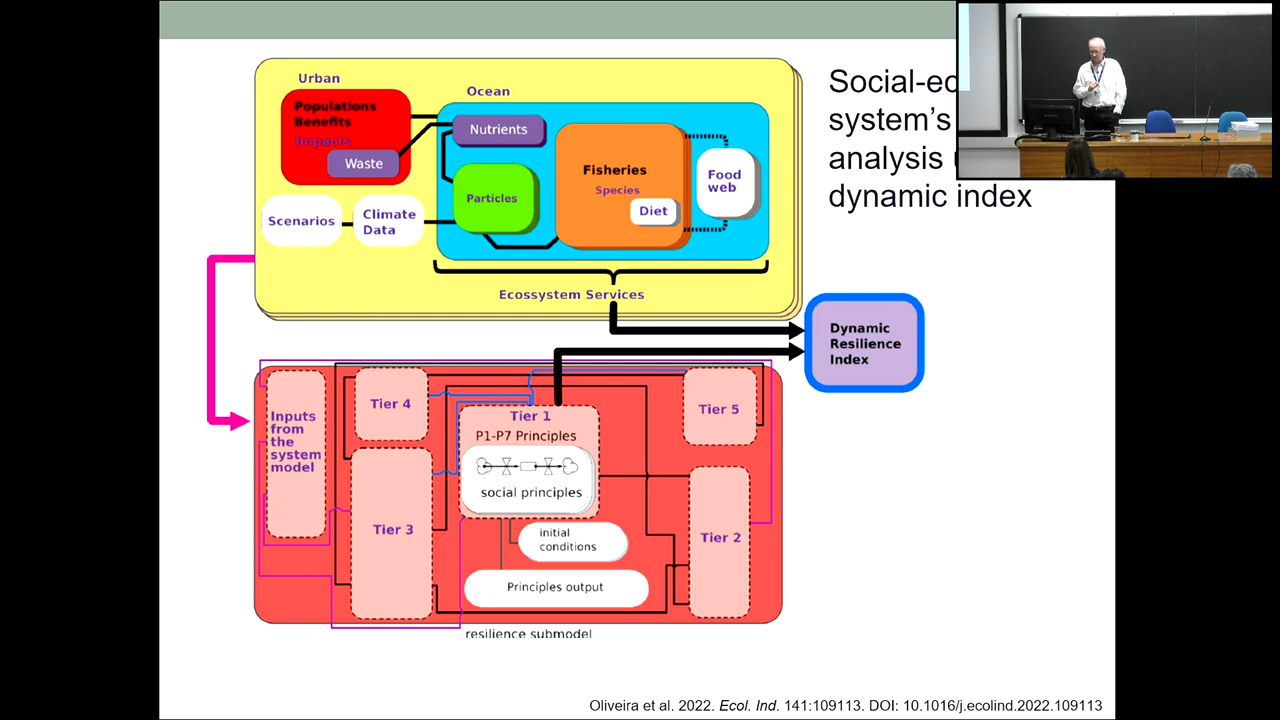 Social-ec
system's
analysis
dynamic index
Urban
Populations
Benefits
Impacts
Waste
Ocean
Nutrients
Particles
Fisheries
Species
Diet
Food
web
Scenarios
Climate
Data
Ecosystem Services
Dynamic
Resilience
Index
Inputs
from
the
system
model
Tier 4
Tier 3
Tier 1
P1-P7 Principles
social principles
initial
conditions
Principles output
Tier 5
Tier 2
resilience submodel
Oliveira et al. 2022. Ecol. Ind. 141:109113. DOI: 10.1016/j.ecolind.2022.109113